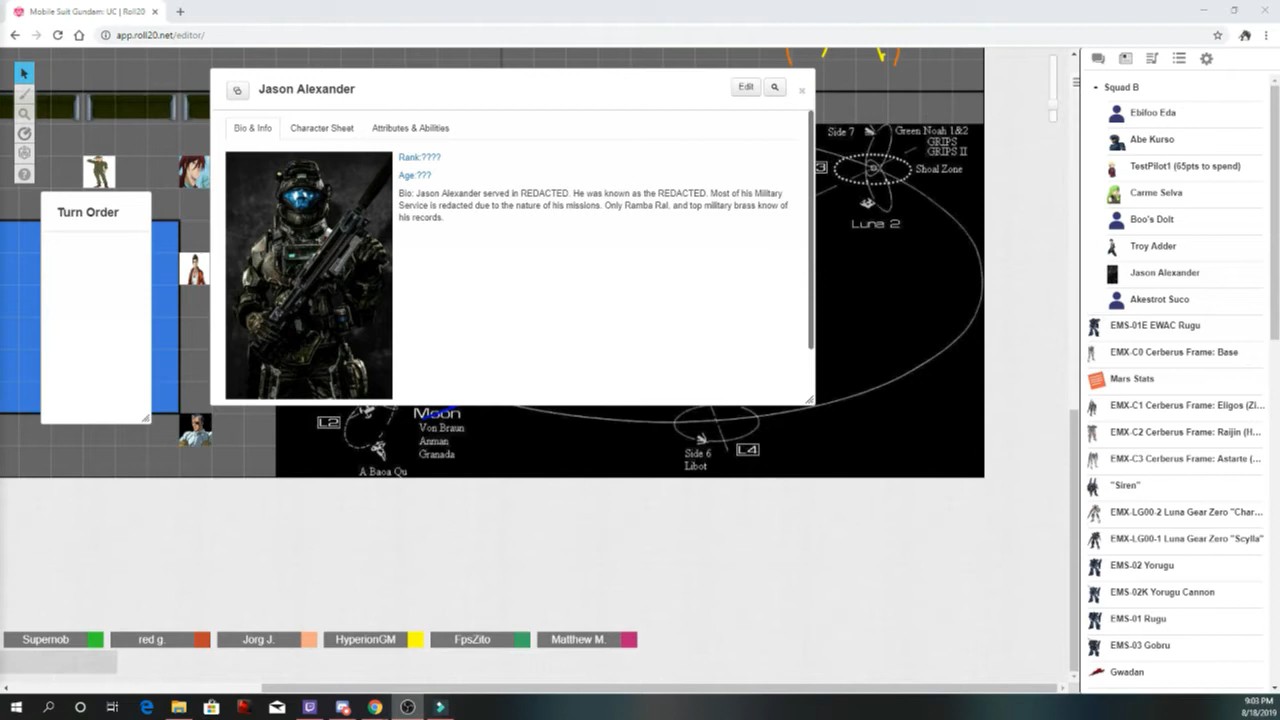 Mobile Suit Gundam: UC | Roll20
app.roll20.net/editor/
Jason Alexander
Edit
Bio & Info
Character Sheet
Attributes & Abilities
Rank:????
Age:???
Bio: Jason Alexander served in REDACTED. He was known as the REDACTED. Most of his Military
Service is redacted due to the nature of his missions. Only Ramba Ral, and top military brass know of
his records.
Turn Order
Side 7
Green Noah 1&2
GRIPS
GRIPS II
Shoal Zone
Luna 2
L2
Moon
Von Braun
Anman
Granada
A Baoa Qu
Side 6
Libot
L4
Squad B
Ebifoo Eda
Abe Kurso
TestPilot1 (65pts to spend)
Carme Selva
Boo's Dolt
Troy Adder
Jason Alexander
Akestrot Suco
EMS-01E EWAC Rugu
EMX-C0 Cerberus Frame: Base
Mars Stats
EMX-C1 Cerberus Frame: Eligos (Zi...
EMX-C2 Cerberus Frame: Raijin (H...
EMX-C3 Cerberus Frame: Astarte (...
"Siren"
EMX-LG00-2 Luna Gear Zero "Char...
EMX-LG00-1 Luna Gear Zero "Scylla"
EMS-02 Yorugu
EMS-02K Yorugu Cannon
EMS-01 Rugu
EMS-03 Gobru
Gwadan
Supernob
red g.
Jorg J.
HyperionGM
FpsZito
Matthew M.
9:03 PM
8/18/2019